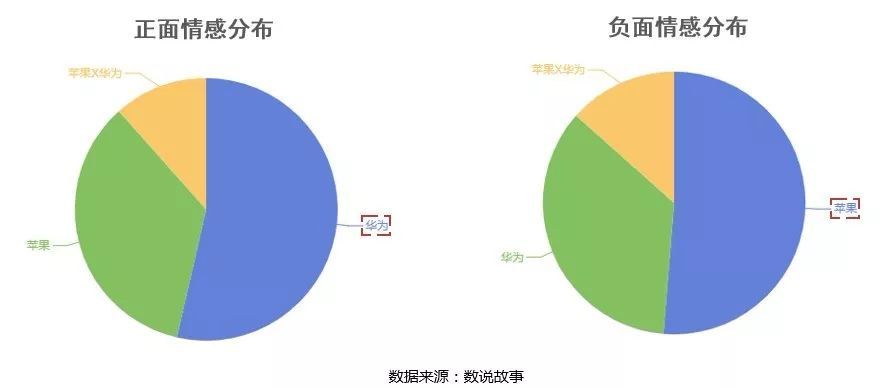 正面情感分布
负面情感分布
苹果X华为
华为
苹果
苹果X华为
苹果
华为
数据来源：数说故事